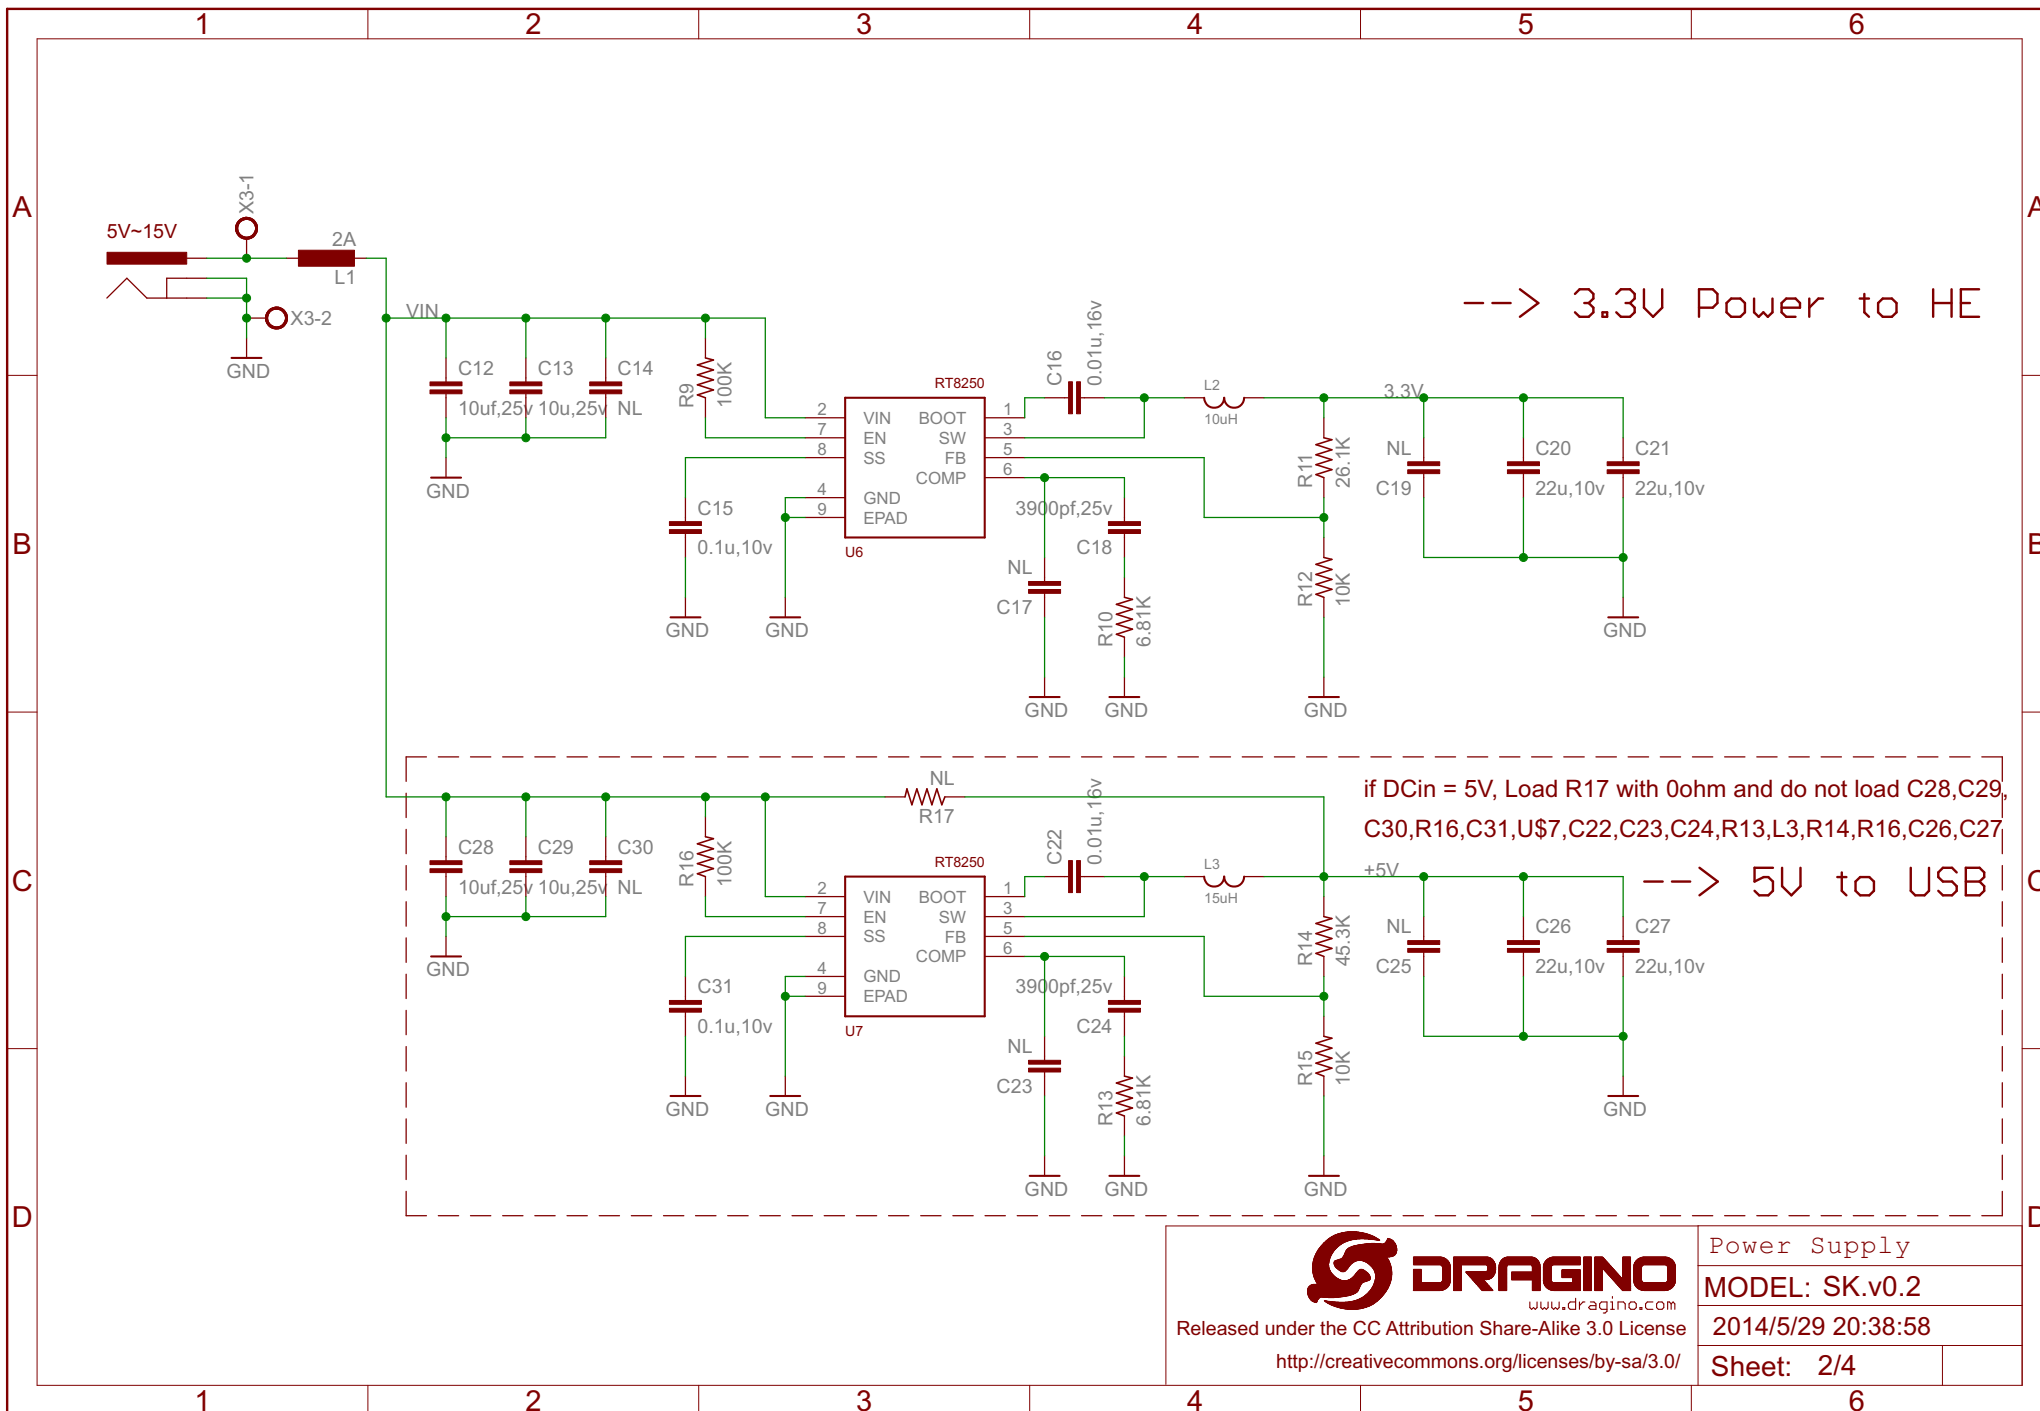 1 2 3 4 5 6
A A
5V~15V
X3-1
2A
L1
X3-2
GND
VIN
--> 3.3V Power to HE
C12
10uf,25v
C13
10u,25v
C14
NL
GND
R9
100K
RT8250
2 VIN BOOT 1
7 EN SW 3
8 SS FB 5
COMP 6
4 GND
9 EPAD
U6
C15
0.1u,10v
GND
GND
C16
0.01u,16v
L2
10uH
3900pf,25v
C18
NL
C17
R10
6.81K
GND
GND
R11
26.1K
R12
10K
GND
3.3V
NL
C19
C20
22u,10v
C21
22u,10v
GND
B B
NL
R17
if DCin = 5V, Load R17 with 0ohm and do not load C28,C29,
C30,R16,C31,U$7,C22,C23,C24,R13,L3,R14,R16,C26,C27
--> 5V to USB
C C
C28
10uf,25v
C29
10u,25v
C30
NL
GND
R16
100K
RT8250
2 VIN BOOT 1
7 EN SW 3
8 SS FB 5
COMP 6
4 GND
9 EPAD
U7
C31
0.1u,10v
GND
GND
C22
0.01u,16v
L3
15uH
3900pf,25v
C24
NL
C23
R13
6.81K
GND
GND
R14
45.3K
R15
10K
GND
+5V
NL
C25
C26
22u,10v
C27
22u,10v
GND
D D
DRAGINO
www.dragino.com
Released under the CC Attribution Share-Alike 3.0 License
http://creativecommons.org/licenses/by-sa/3.0/
Power Supply
MODEL: SK.v0.2
2014/5/29 20:38:58
Sheet: 2/4
1 2 3 4 5 6